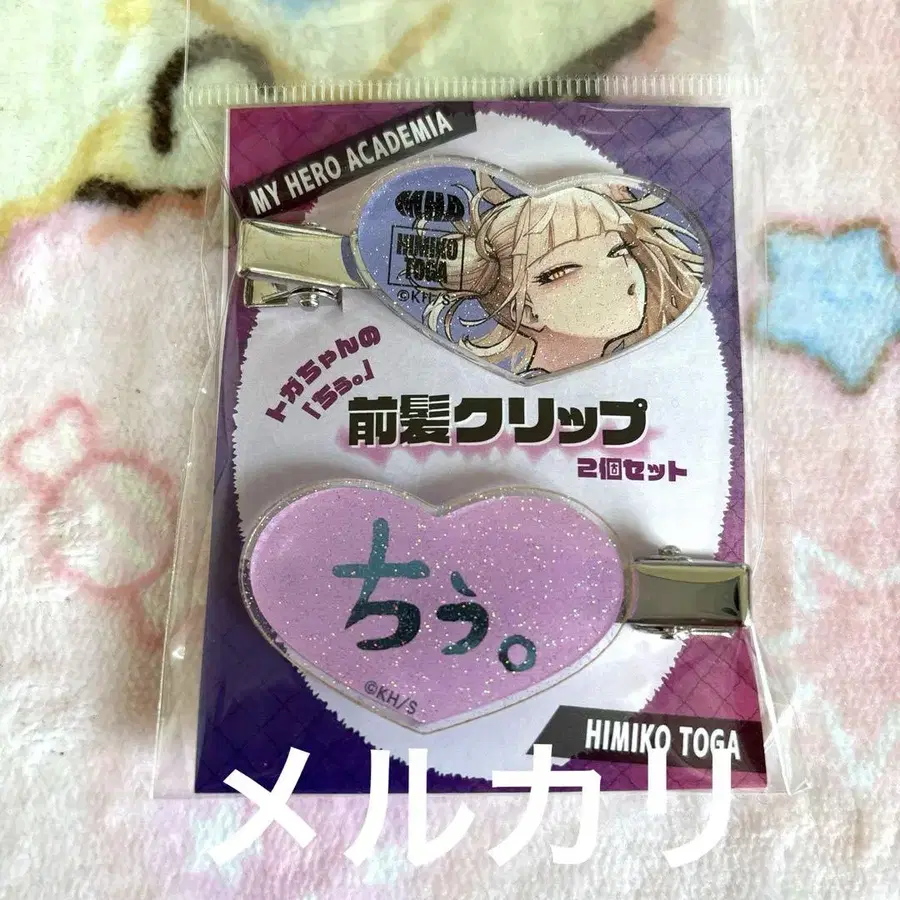 MY HERO ACADEMIA
MHA
HIMIKO
TOGA
©KH/S
トガちゃんの
「ちぅ。」
前髪クリップ
2個セット
ちぅ。
©KH/S
HIMIKO TOGA
メルカリ